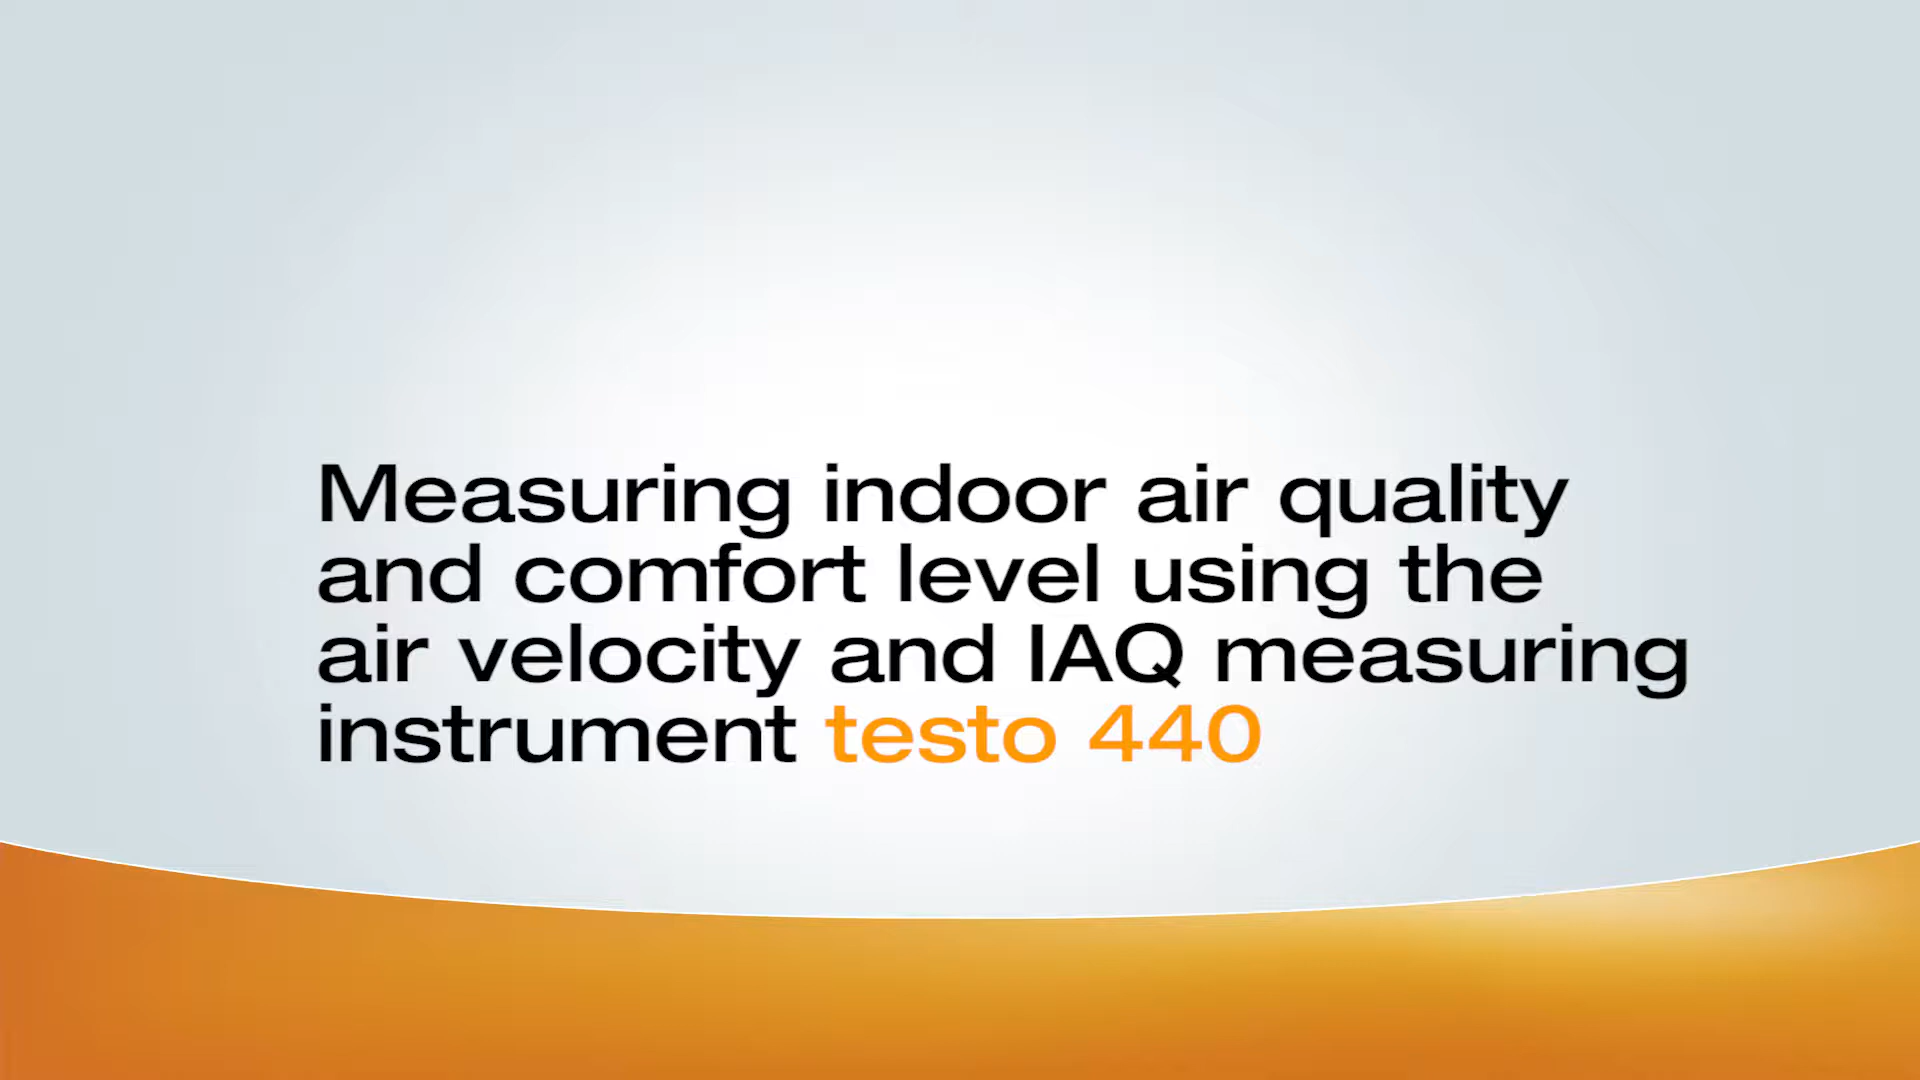 Measuring indoor air quality
and comfort level using the
air velocity and IAQ measuring
instrument testo 440